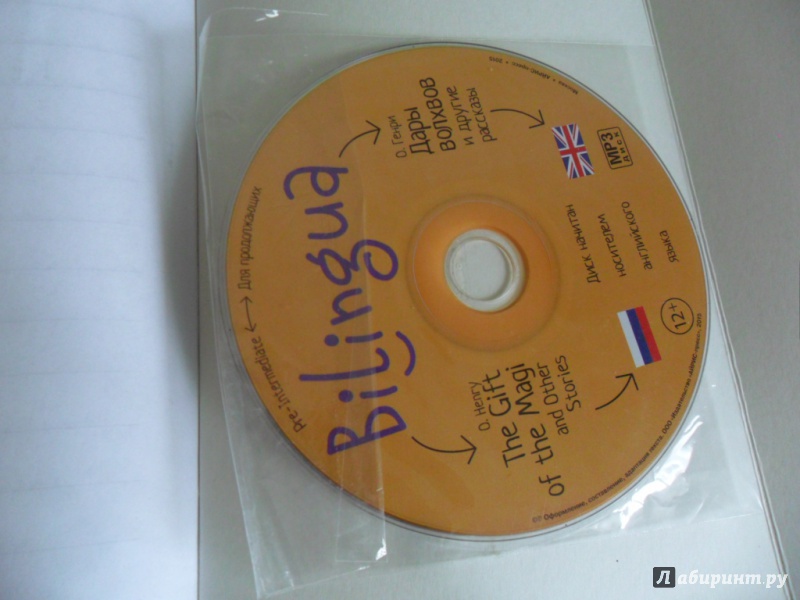 Pre-Intermediate ⟷ Для продолжающих
Bilingua
O. Henry
The Gift
of the Magi
and Other
Stories
О. Генри
Дары
волхвов
и другие
рассказы
MP3
диск
Диск начитан
носителем
английского
языка
12+
Лабиринт.ру